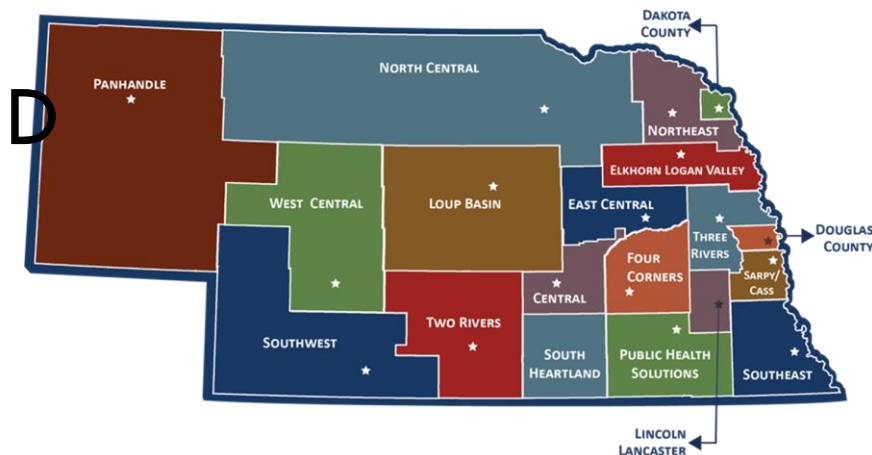 DAKOTA
COUNTY
NORTH CENTRAL
PANHANDLE
D
NORTHEAST
ELKHORN LOGAN VALLEY
WEST CENTRAL
LOUP BASIN
EAST CENTRAL
DOUGLAS
COUNTY
THREE
RIVERS
FOUR
CORNERS
SARPY/
CASS
CENTRAL
TWO RIVERS
SOUTHWEST
SOUTH
HEARTLAND
PUBLIC HEALTH
SOLUTIONS
SOUTHEAST
LINCOLN
LANCASTER